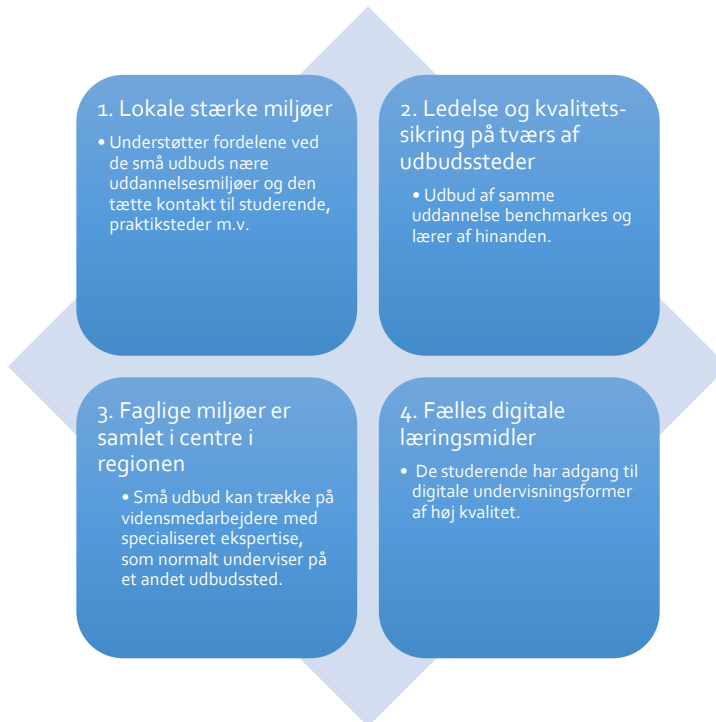 1. Lokale stærke miljøer
• Understøtter fordelene ved
de små udbuds nære
uddannelsesmiljøer og den
tætte kontakt til studerende,
praktiksteder m.v.
2. Ledelse og kvalitets-
sikring på tværs af
udbudssteder
• Udbud af samme
uddannelse benchmarkes og
lærer af hinanden.
3. Faglige miljøer er
samlet i centre i
regionen
• Små udbud kan trække på
vidensmedarbejdere med
specialiseret ekspertise,
som normalt underviser på
et andet udbudssted.
4. Fælles digitale
læringsmidler
• De studerende har adgang til
digitale undervisningsformer
af høj kvalitet.